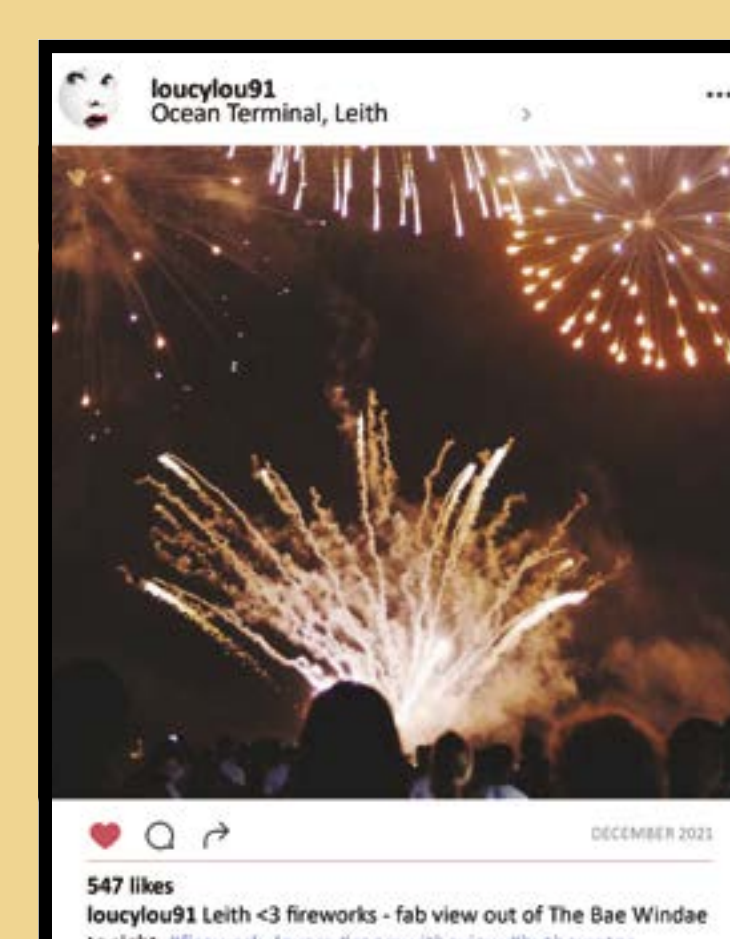 loucylou91
Ocean Terminal, Leith
DECEMBER 2021
547 likes
loucylou91 Leith <3 fireworks - fab view out of The Bae Windae